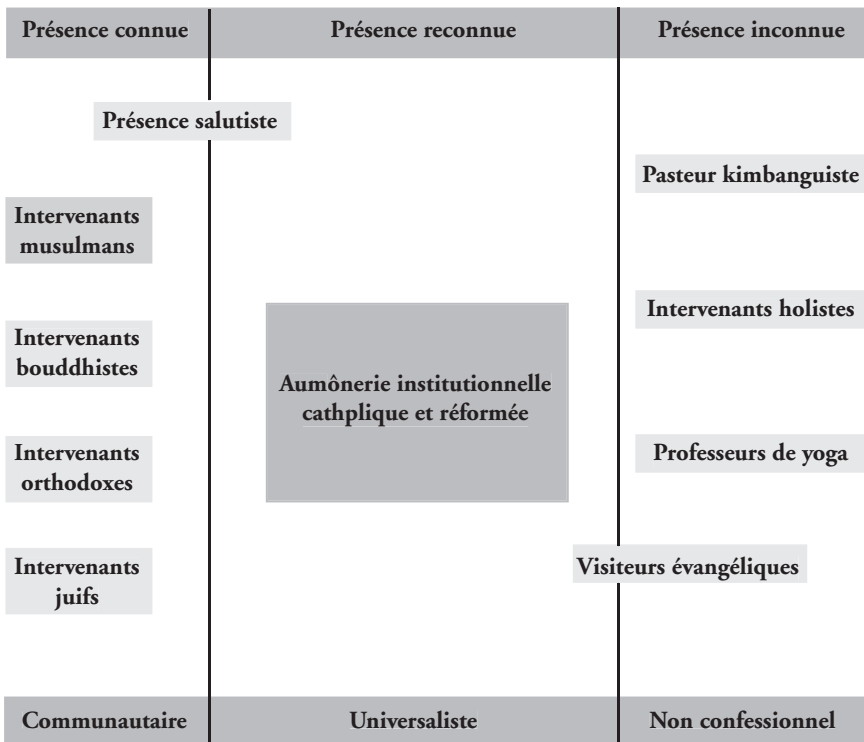 Présence connue
Présence reconnue
Présence inconnue
Présence salutiste
Pasteur kimbanguiste
Intervenants
musulmans
Intervenants holistes
Intervenants
bouddhistes
Aumônerie institutionnelle
cathplique et réformée
Intervenants
orthodoxes
Professeurs de yoga
Intervenants
juifs
Visiteurs évangéliques
Communautaire
Universaliste
Non confessionnel